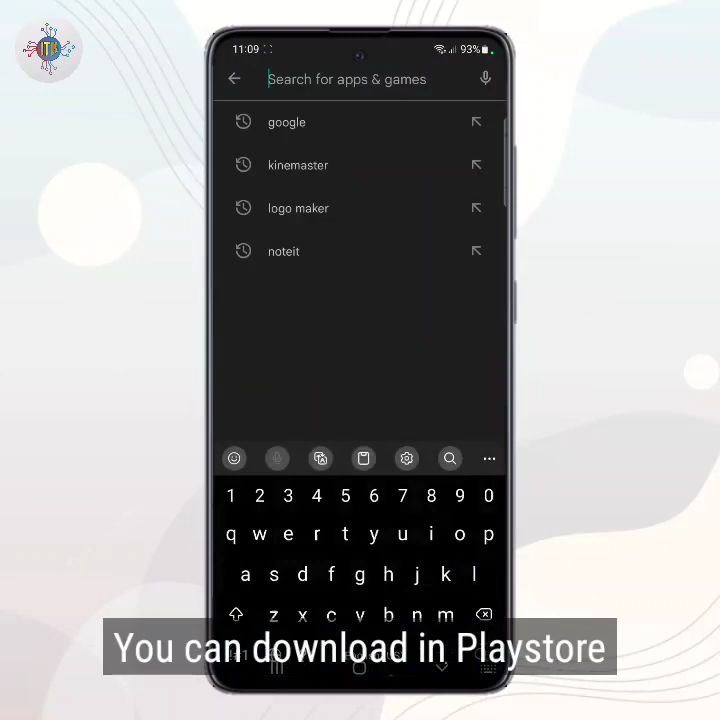 ITB
11:09
93%
Search for apps & games
google
kinemaster
logo maker
noteit
1 2 3 4 5 6 7 8 9 0
q w e r t y u i o p
a s d f g h j k l
z x c v b n m
You can download in Playstore